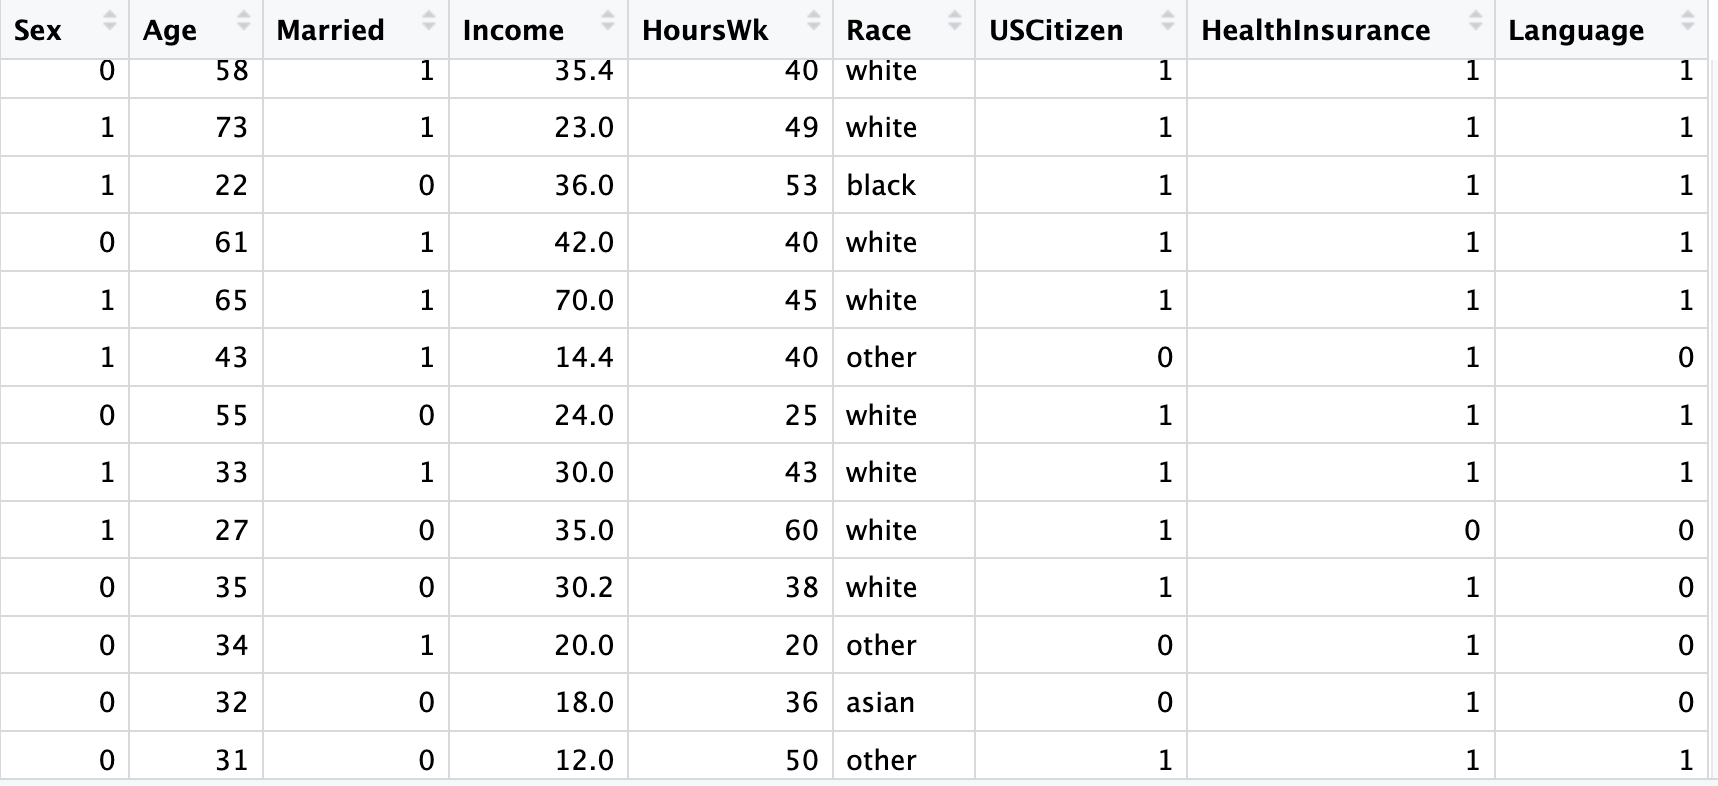 Sex Age Married Income HoursWk Race USCitizen HealthInsurance Language
0 58 1 35.4 40 white 1 1 1
1 73 1 23.0 49 white 1 1 1
1 22 0 36.0 53 black 1 1 1
0 61 1 42.0 40 white 1 1 1
1 65 1 70.0 45 white 1 1 1
1 43 1 14.4 40 other 0 1 0
0 55 0 24.0 25 white 1 1 1
1 33 1 30.0 43 white 1 1 1
1 27 0 35.0 60 white 1 0 0
0 35 0 30.2 38 white 1 1 0
0 34 1 20.0 20 other 0 1 0
0 32 0 18.0 36 asian 0 1 0
0 31 0 12.0 50 other 1 1 1